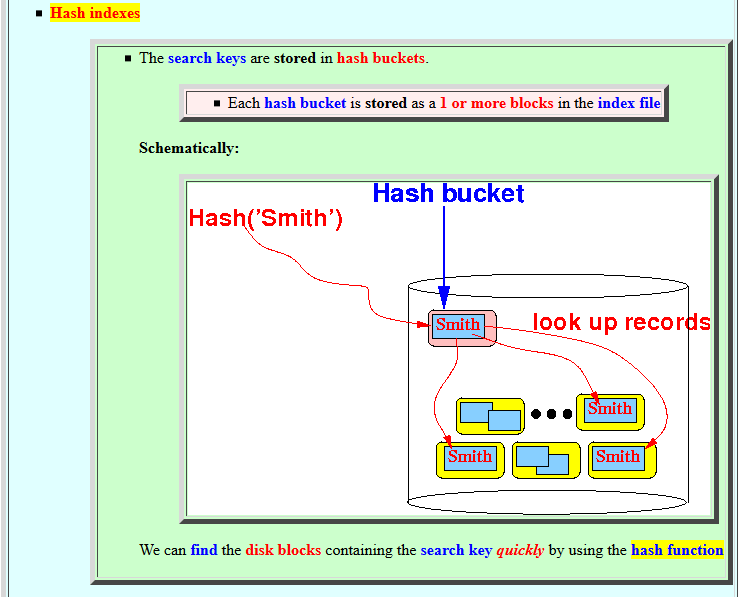 Hash indexes
The search keys are stored in hash buckets.
Each hash bucket is stored as a 1 or more blocks in the index file
Schematically:
Hash bucket
Hash('Smith')
Smith
look up records
Smith
Smith
Smith
We can find the disk blocks containing the search key quickly by using the hash function